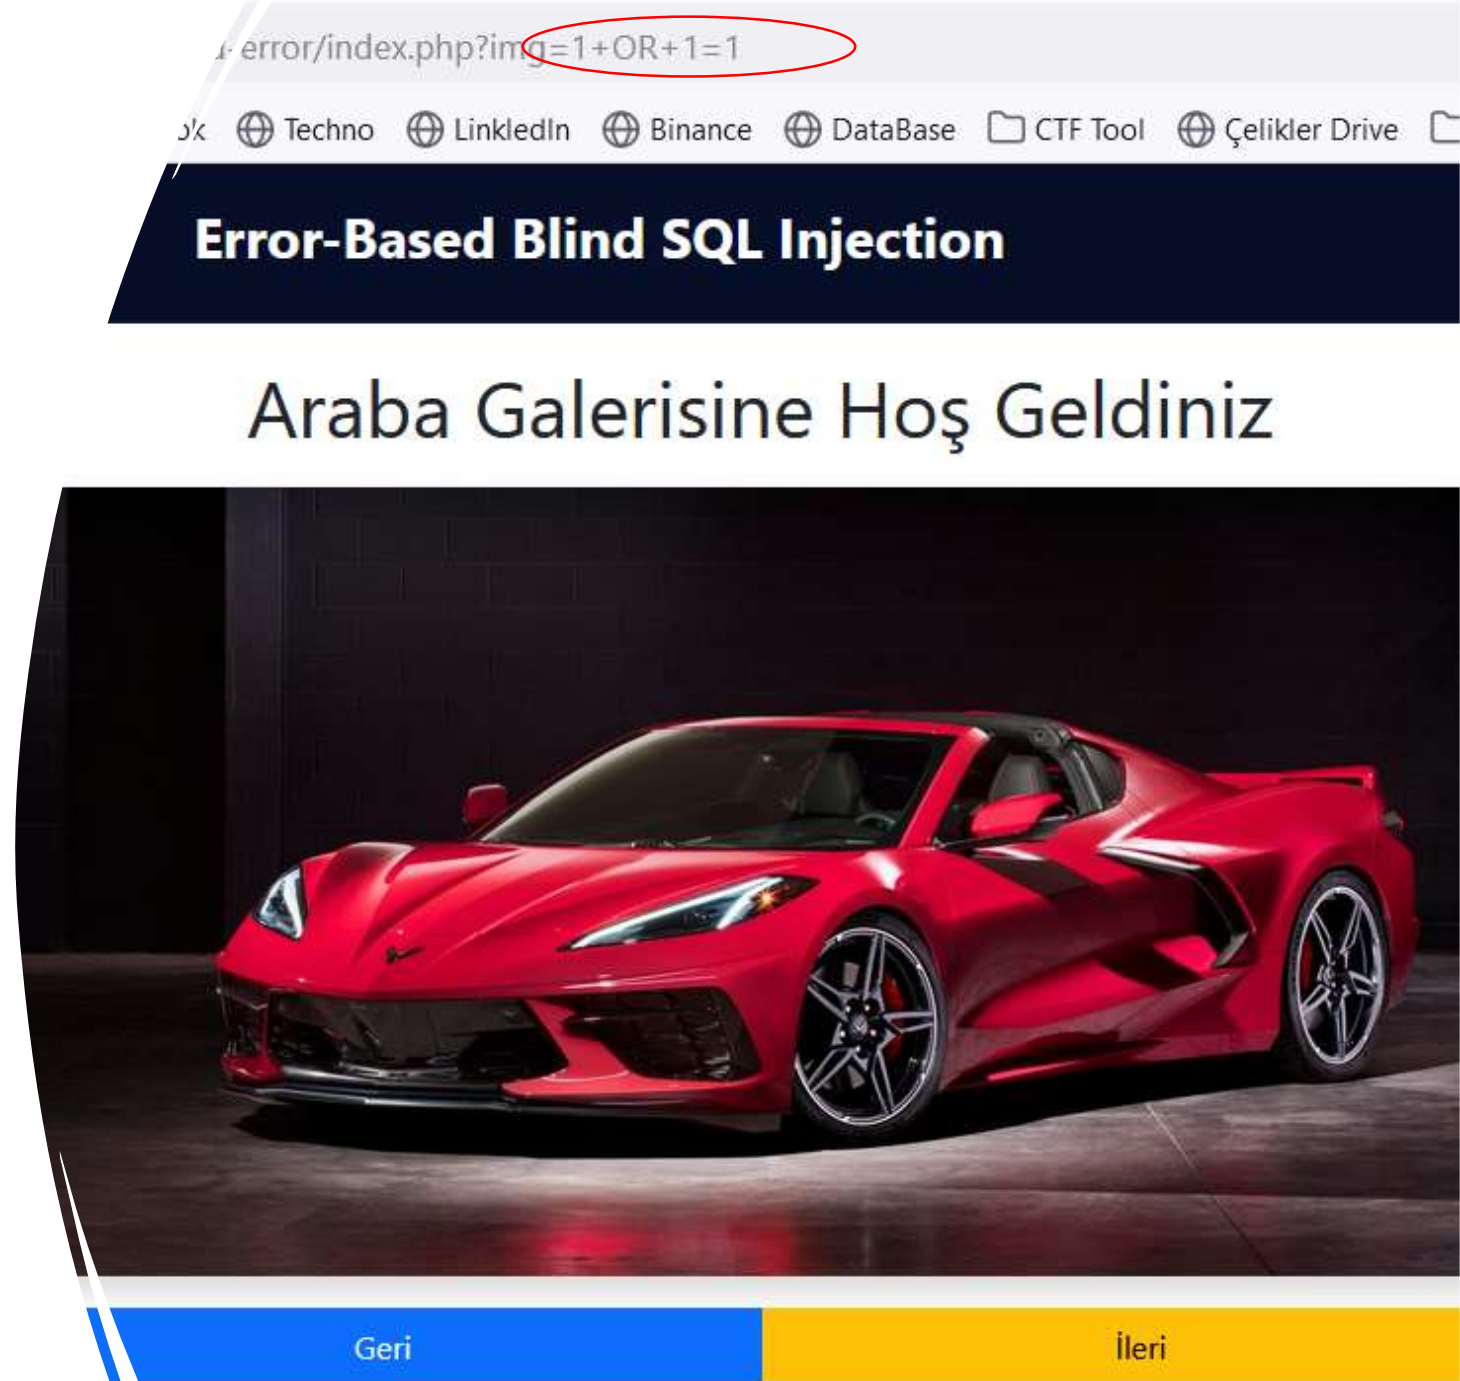 error/index.php?img=1+OR+1=1
Techno LinkledIn Binance DataBase CTF Tool Çelikler Drive
Error-Based Blind SQL Injection
Araba Galerisine Hoş Geldiniz
Geri İleri